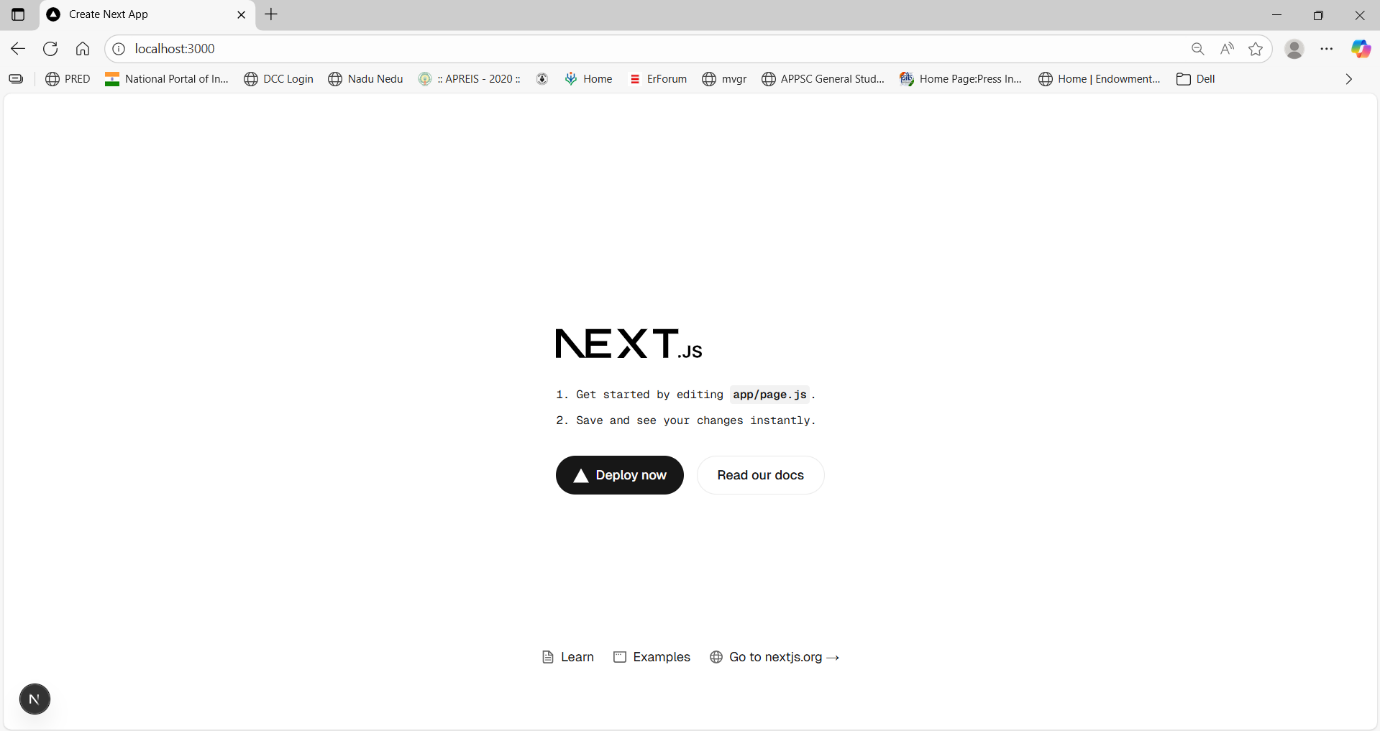 Create Next App
localhost:3000
PRED National Portal of In... DCC Login Nadu Nedu :: APREIS - 2020 :: Home ErForum mvgr APPSC General Stud... Home Page:Press In... Home | Endowment... Dell
NEXT.JS
1. Get started by editing app/page.js.
2. Save and see your changes instantly.
Deploy now Read our docs
Learn Examples Go to nextjs.org →
N